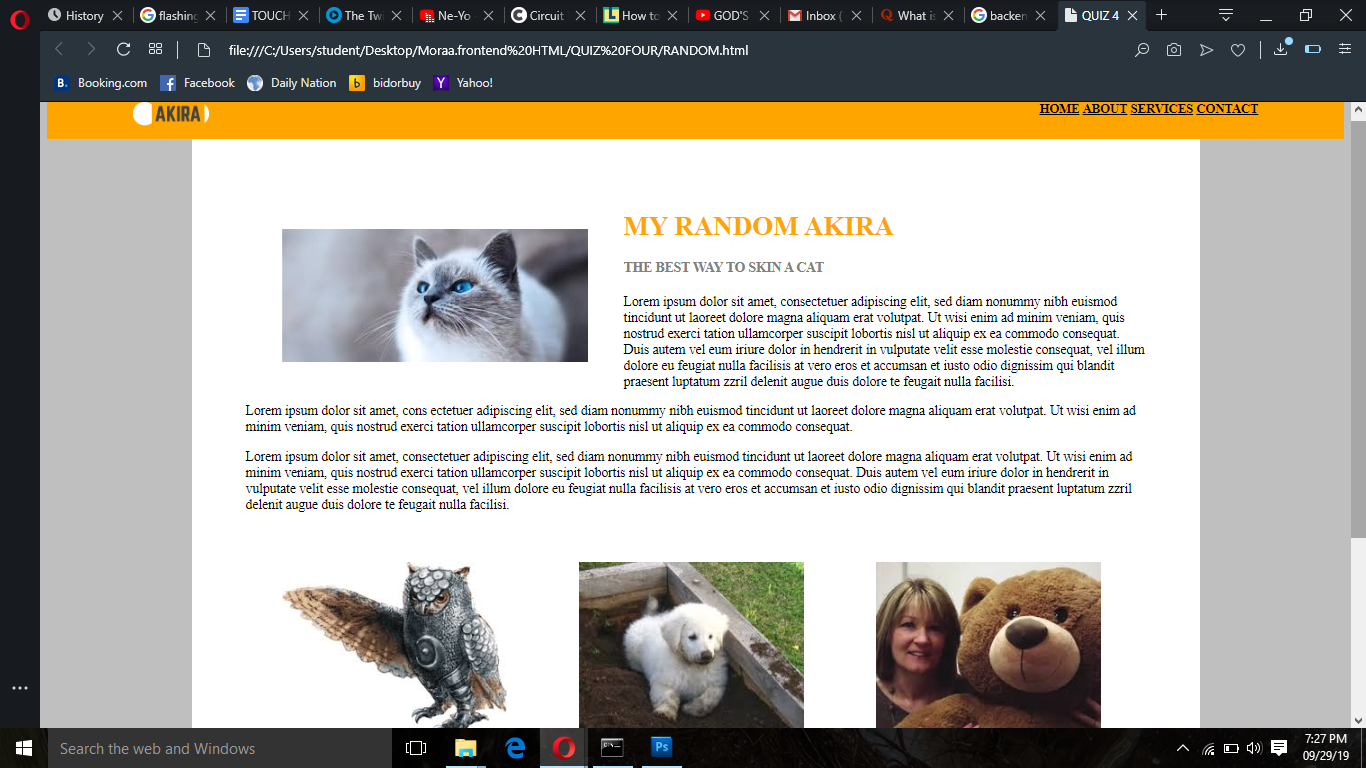 History
flashing
TOUCH
The Twi
Ne-Yo
Circuit
How to
GOD'S
Inbox (
What is
backen
QUIZ 4
file:///C:/Users/student/Desktop/Moraa.frontend%20HTML/QUIZ%20FOUR/RANDOM.html
B. Booking.com
Facebook
Daily Nation
b bidorbuy
Y Yahoo!
AKIRA
HOME ABOUT SERVICES CONTACT
MY RANDOM AKIRA
THE BEST WAY TO SKIN A CAT
Lorem ipsum dolor sit amet, consectetuer adipiscing elit, sed diam nonummy nibh euismod
tincidunt ut laoreet dolore magna aliquam erat volutpat. Ut wisi enim ad minim veniam, quis
nostrud exerci tation ullamcorper suscipit lobortis nisl ut aliquip ex ea commodo consequat.
Duis autem vel eum iriure dolor in hendrerit in vulputate velit esse molestie consequat, vel illum
dolore eu feugiat nulla facilisis at vero eros et accumsan et iusto odio dignissim qui blandit
praesent luptatum zzril delenit augue duis dolore te feugait nulla facilisi.
Lorem ipsum dolor sit amet, cons ectetuer adipiscing elit, sed diam nonummy nibh euismod tincidunt ut laoreet dolore magna aliquam erat volutpat. Ut wisi enim ad
minim veniam, quis nostrud exerci tation ullamcorper suscipit lobortis nisl ut aliquip ex ea commodo consequat.
Lorem ipsum dolor sit amet, consectetuer adipiscing elit, sed diam nonummy nibh euismod tincidunt ut laoreet dolore magna aliquam erat volutpat. Ut wisi enim ad
minim veniam, quis nostrud exerci tation ullamcorper suscipit lobortis nisl ut aliquip ex ea commodo consequat. Duis autem vel eum iriure dolor in hendrerit in
vulputate velit esse molestie consequat, vel illum dolore eu feugiat nulla facilisis at vero eros et accumsan et iusto odio dignissim qui blandit praesent luptatum zzril
delenit augue duis dolore te feugait nulla facilisi.
Search the web and Windows
Ps
7:27 PM
09/29/19